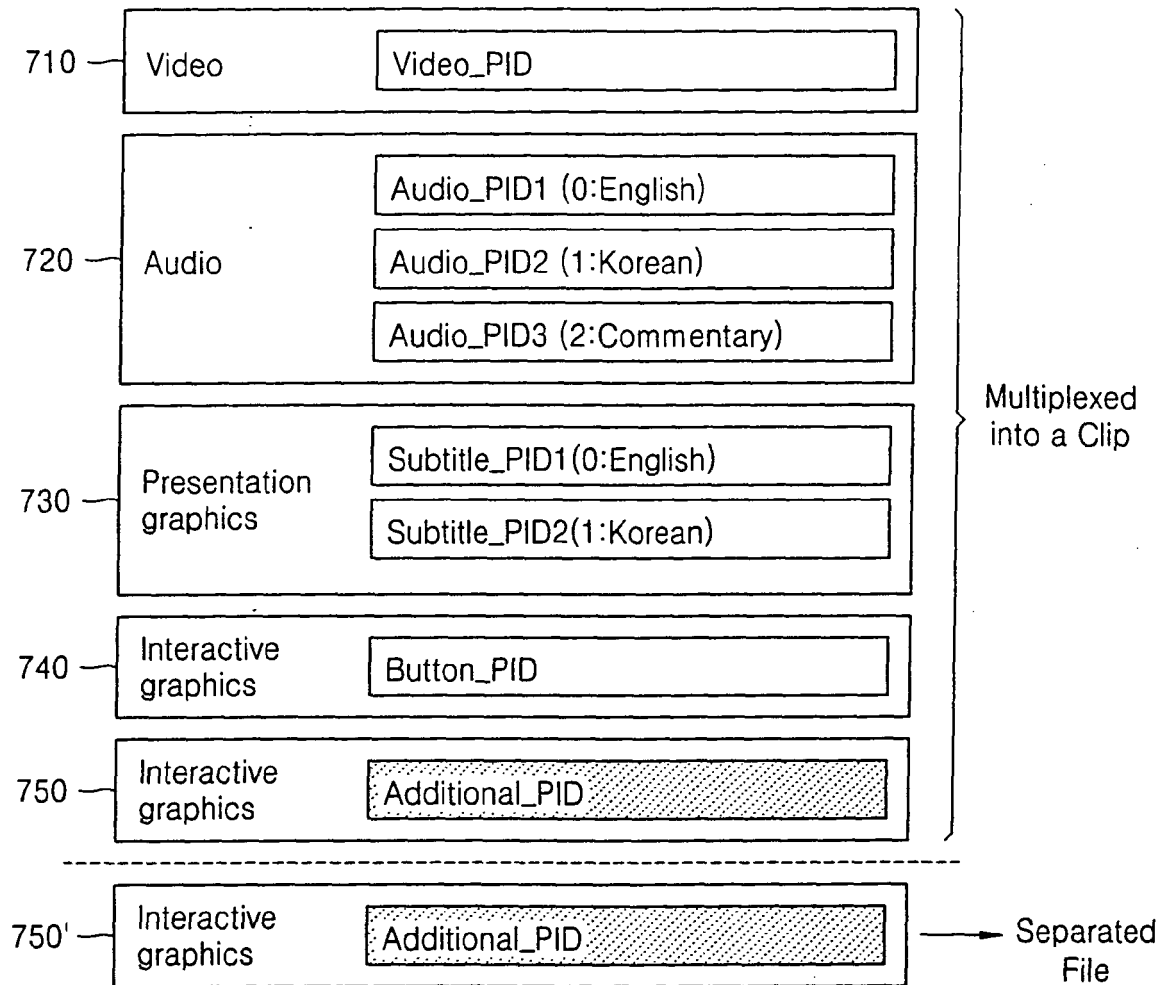 710
Video
Video_PID
720
Audio
Audio_PID1 (0:English)
Audio_PID2 (1:Korean)
Audio_PID3 (2:Commentary)
Multiplexed
into a Clip
730
Presentation
graphics
Subtitle_PID1(0:English)
Subtitle_PID2(1:Korean)
740
Interactive
graphics
Button_PID
750
Interactive
graphics
Additional_PID
750'
Interactive
graphics
Additional_PID
Separated
File